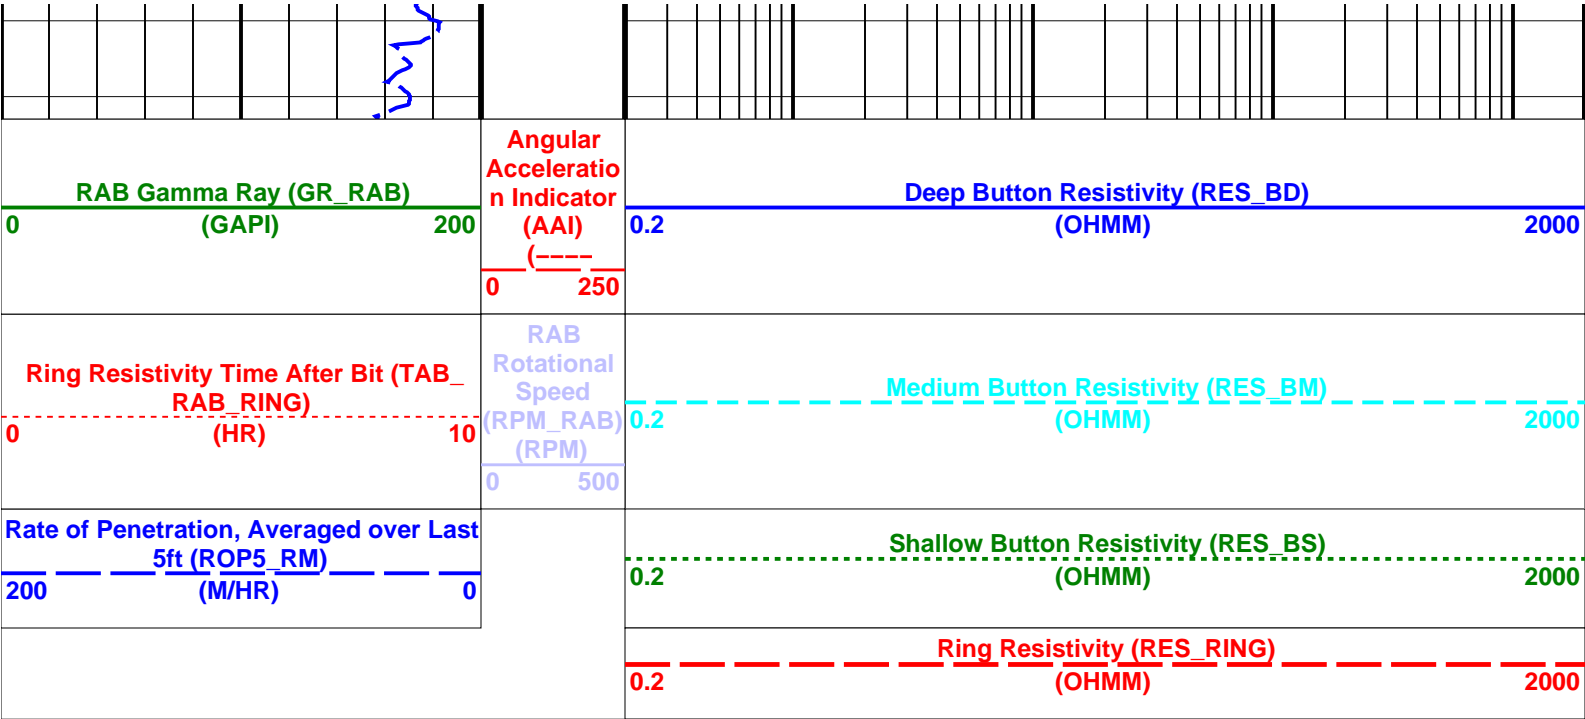 RAB Gamma Ray (GR_RAB)
0 (GAPI) 200
Angular
Acceleratio
n Indicator
(AAI)
(----
0 250
Deep Button Resistivity (RES_BD)
0.2 (OHMM) 2000
Ring Resistivity Time After Bit (TAB_
RAB_RING)
0 (HR) 10
RAB
Rotational
Speed
(RPM_RAB)
(RPM)
0 500
Medium Button Resistivity (RES_BM)
0.2 (OHMM) 2000
Rate of Penetration, Averaged over Last
5ft (ROP5_RM)
200 (M/HR) 0
Shallow Button Resistivity (RES_BS)
0.2 (OHMM) 2000
Ring Resistivity (RES_RING)
0.2 (OHMM) 2000